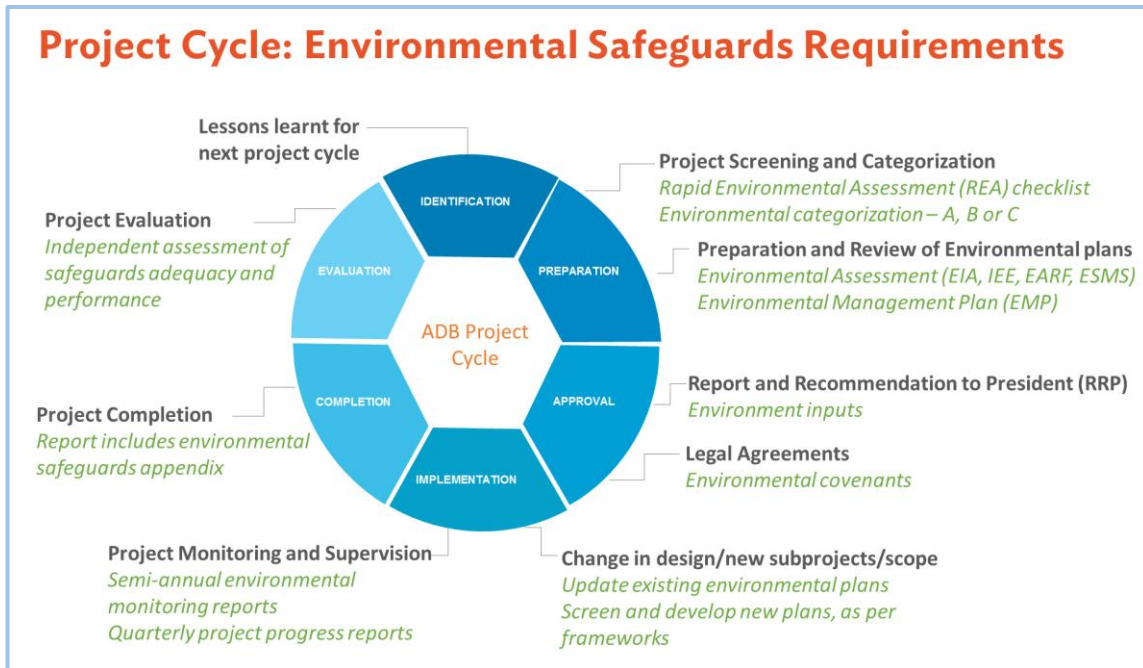 Project Cycle: Environmental Safeguards Requirements
Lessons learnt for
next project cycle
Project Screening and Categorization
Rapid Environmental Assessment (REA) checklist
Environmental categorization – A, B or C
Preparation and Review of Environmental plans
Environmental Assessment (EIA, IEE, EARF, ESMS)
Environmental Management Plan (EMP)
Report and Recommendation to President (RRP)
Environment inputs
Legal Agreements
Environmental covenants
Change in design/new subprojects/scope
Update existing environmental plans
Screen and develop new plans, as per
frameworks
Project Monitoring and Supervision
Semi-annual environmental
monitoring reports
Quarterly project progress reports
Project Completion
Report includes environmental
safeguards appendix
Project Evaluation
Independent assessment of
safeguards adequacy and
performance
IDENTIFICATION
PREPARATION
APPROVAL
IMPLEMENTATION
COMPLETION
EVALUATION
ADB Project
Cycle